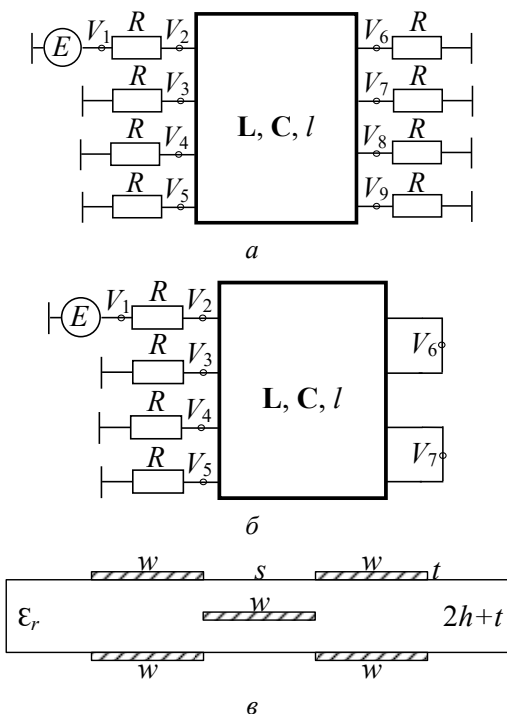 R R
E V₁ V₂ V₆
R R
V₃ V₇
L, C, l
R R
V₄ V₈
R R
V₅ V₉
а
R
E V₁ V₂
R V₆
V₃
L, C, l
R
V₄
R V₇
V₅
б
w s w t
w
εᵣ 2h+t
w w
в